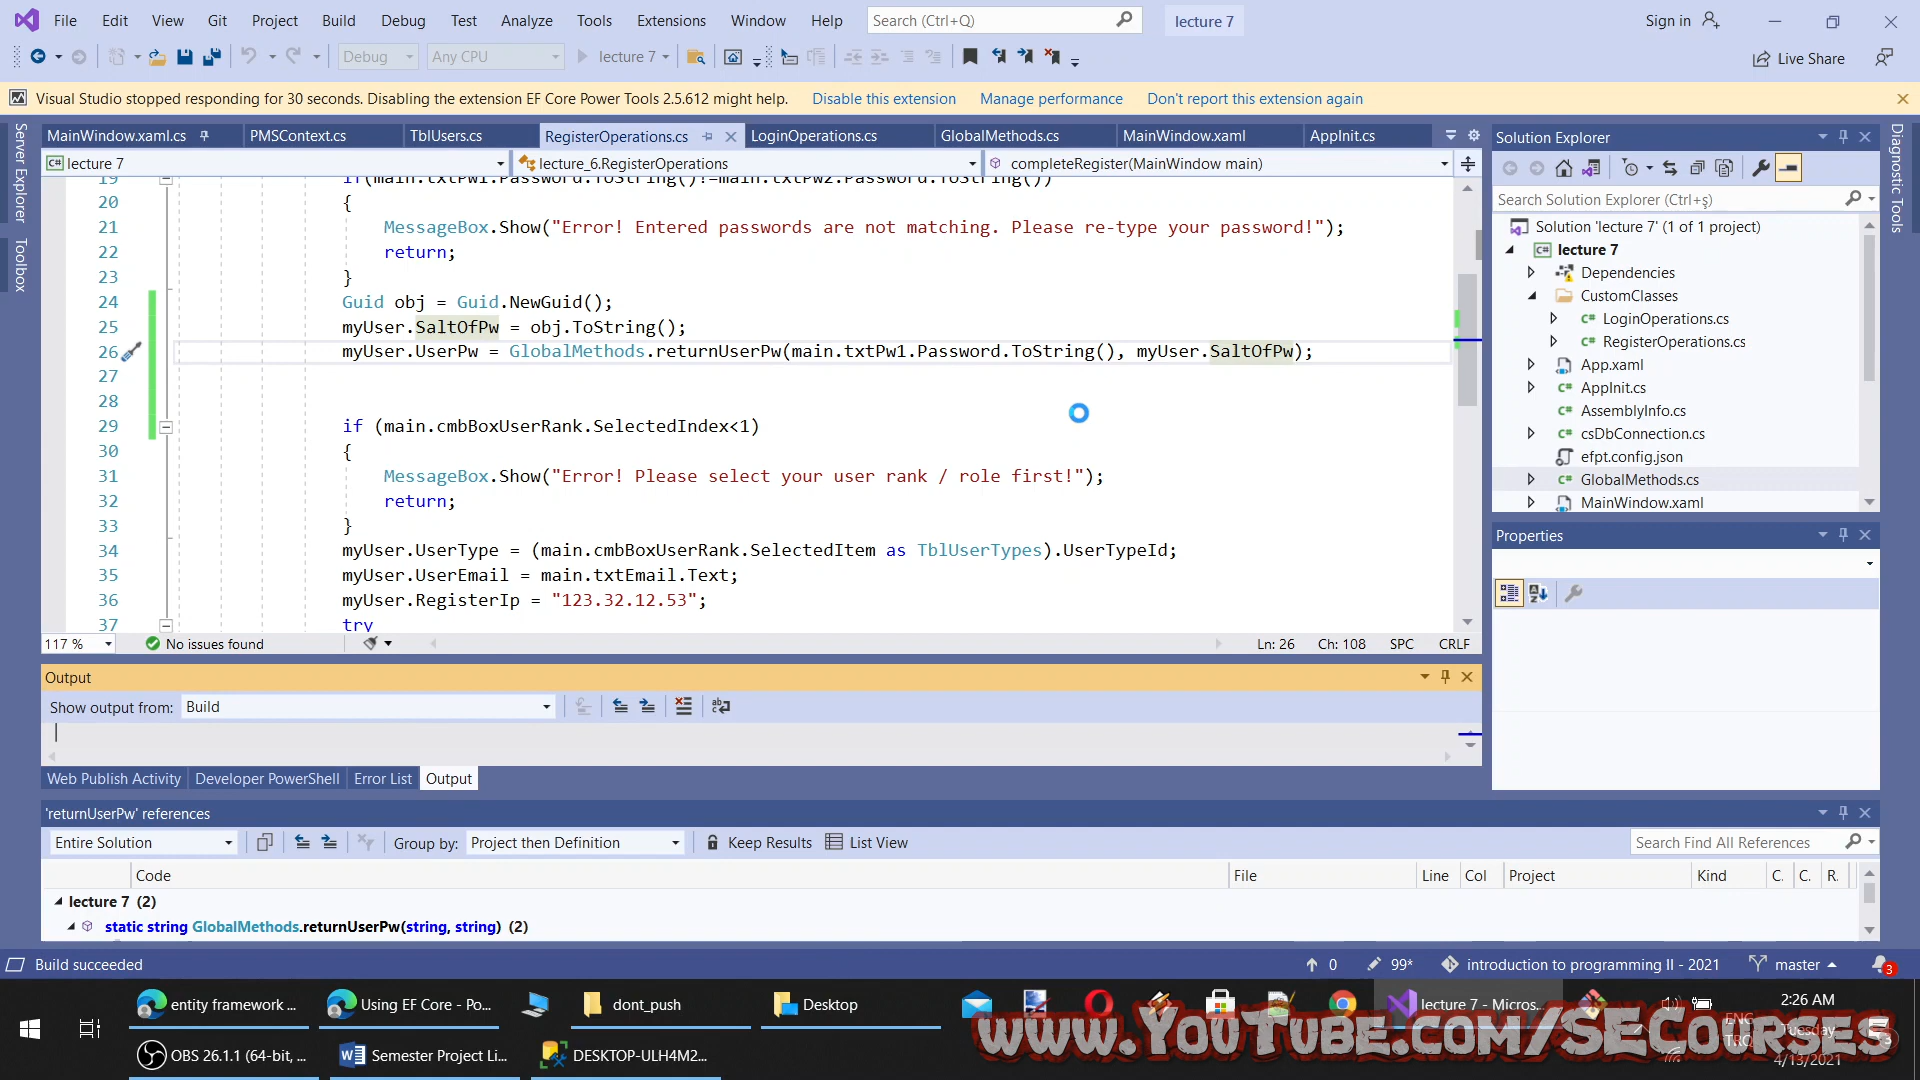 File Edit View Git Project Build Debug Test Analyze Tools Extensions Window Help Search (Ctrl+Q) lecture 7 Sign in
Debug Any CPU lecture 7 Live Share
Visual Studio stopped responding for 30 seconds. Disabling the extension EF Core Power Tools 2.5.612 might help. Disable this extension Manage performance Don't report this extension again
MainWindow.xaml.cs PMSContext.cs TblUsers.cs RegisterOperations.cs LoginOperations.cs GlobalMethods.cs MainWindow.xaml AppInit.cs
lecture 7 lecture_6.RegisterOperations completeRegister(MainWindow main)
Server Explorer
Toolbox
19 if(main.txtPw1.Password.ToString()!=main.txtPw2.Password.ToString())
20 {
21 MessageBox.Show("Error! Entered passwords are not matching. Please re-type your password!");
22 return;
23 }
24 Guid obj = Guid.NewGuid();
25 myUser.SaltOfPw = obj.ToString();
26 myUser.UserPw = GlobalMethods.returnUserPw(main.txtPw1.Password.ToString(), myUser.SaltOfPw);
27
28
29 if (main.cmbBoxUserRank.SelectedIndex<1)
30 {
31 MessageBox.Show("Error! Please select your user rank / role first!");
32 return;
33 }
34 myUser.UserType = (main.cmbBoxUserRank.SelectedItem as TblUserTypes).UserTypeId;
35 myUser.UserEmail = main.txtEmail.Text;
36 myUser.RegisterIp = "123.32.12.53";
37 try
117 % No issues found Ln: 26 Ch: 108 SPC CRLF
Output
Show output from: Build
Web Publish Activity Developer PowerShell Error List Output
Solution Explorer
Search Solution Explorer (Ctrl+ş)
Solution 'lecture 7' (1 of 1 project)
lecture 7
Dependencies
CustomClasses
LoginOperations.cs
RegisterOperations.cs
App.xaml
AppInit.cs
AssemblyInfo.cs
csDbConnection.cs
efpt.config.json
GlobalMethods.cs
MainWindow.xaml
Properties
Diagnostic Tools
'returnUserPw' references
Entire Solution Group by: Project then Definition Keep Results List View Search Find All References
Code File Line Col Project Kind C. C. R.
lecture 7 (2)
static string GlobalMethods.returnUserPw(string, string) (2)
Build succeeded 0 99* introduction to programming II - 2021 master 3
entity framework ... Using EF Core - Po... dont_push Desktop lecture 7 - Micros... 2:26 AM
OBS 26.1.1 (64-bit, ... Semester Project Li... DESKTOP-ULH4M2... ENG Tuesday
4/13/2021
www.YouTube.com/SECourses